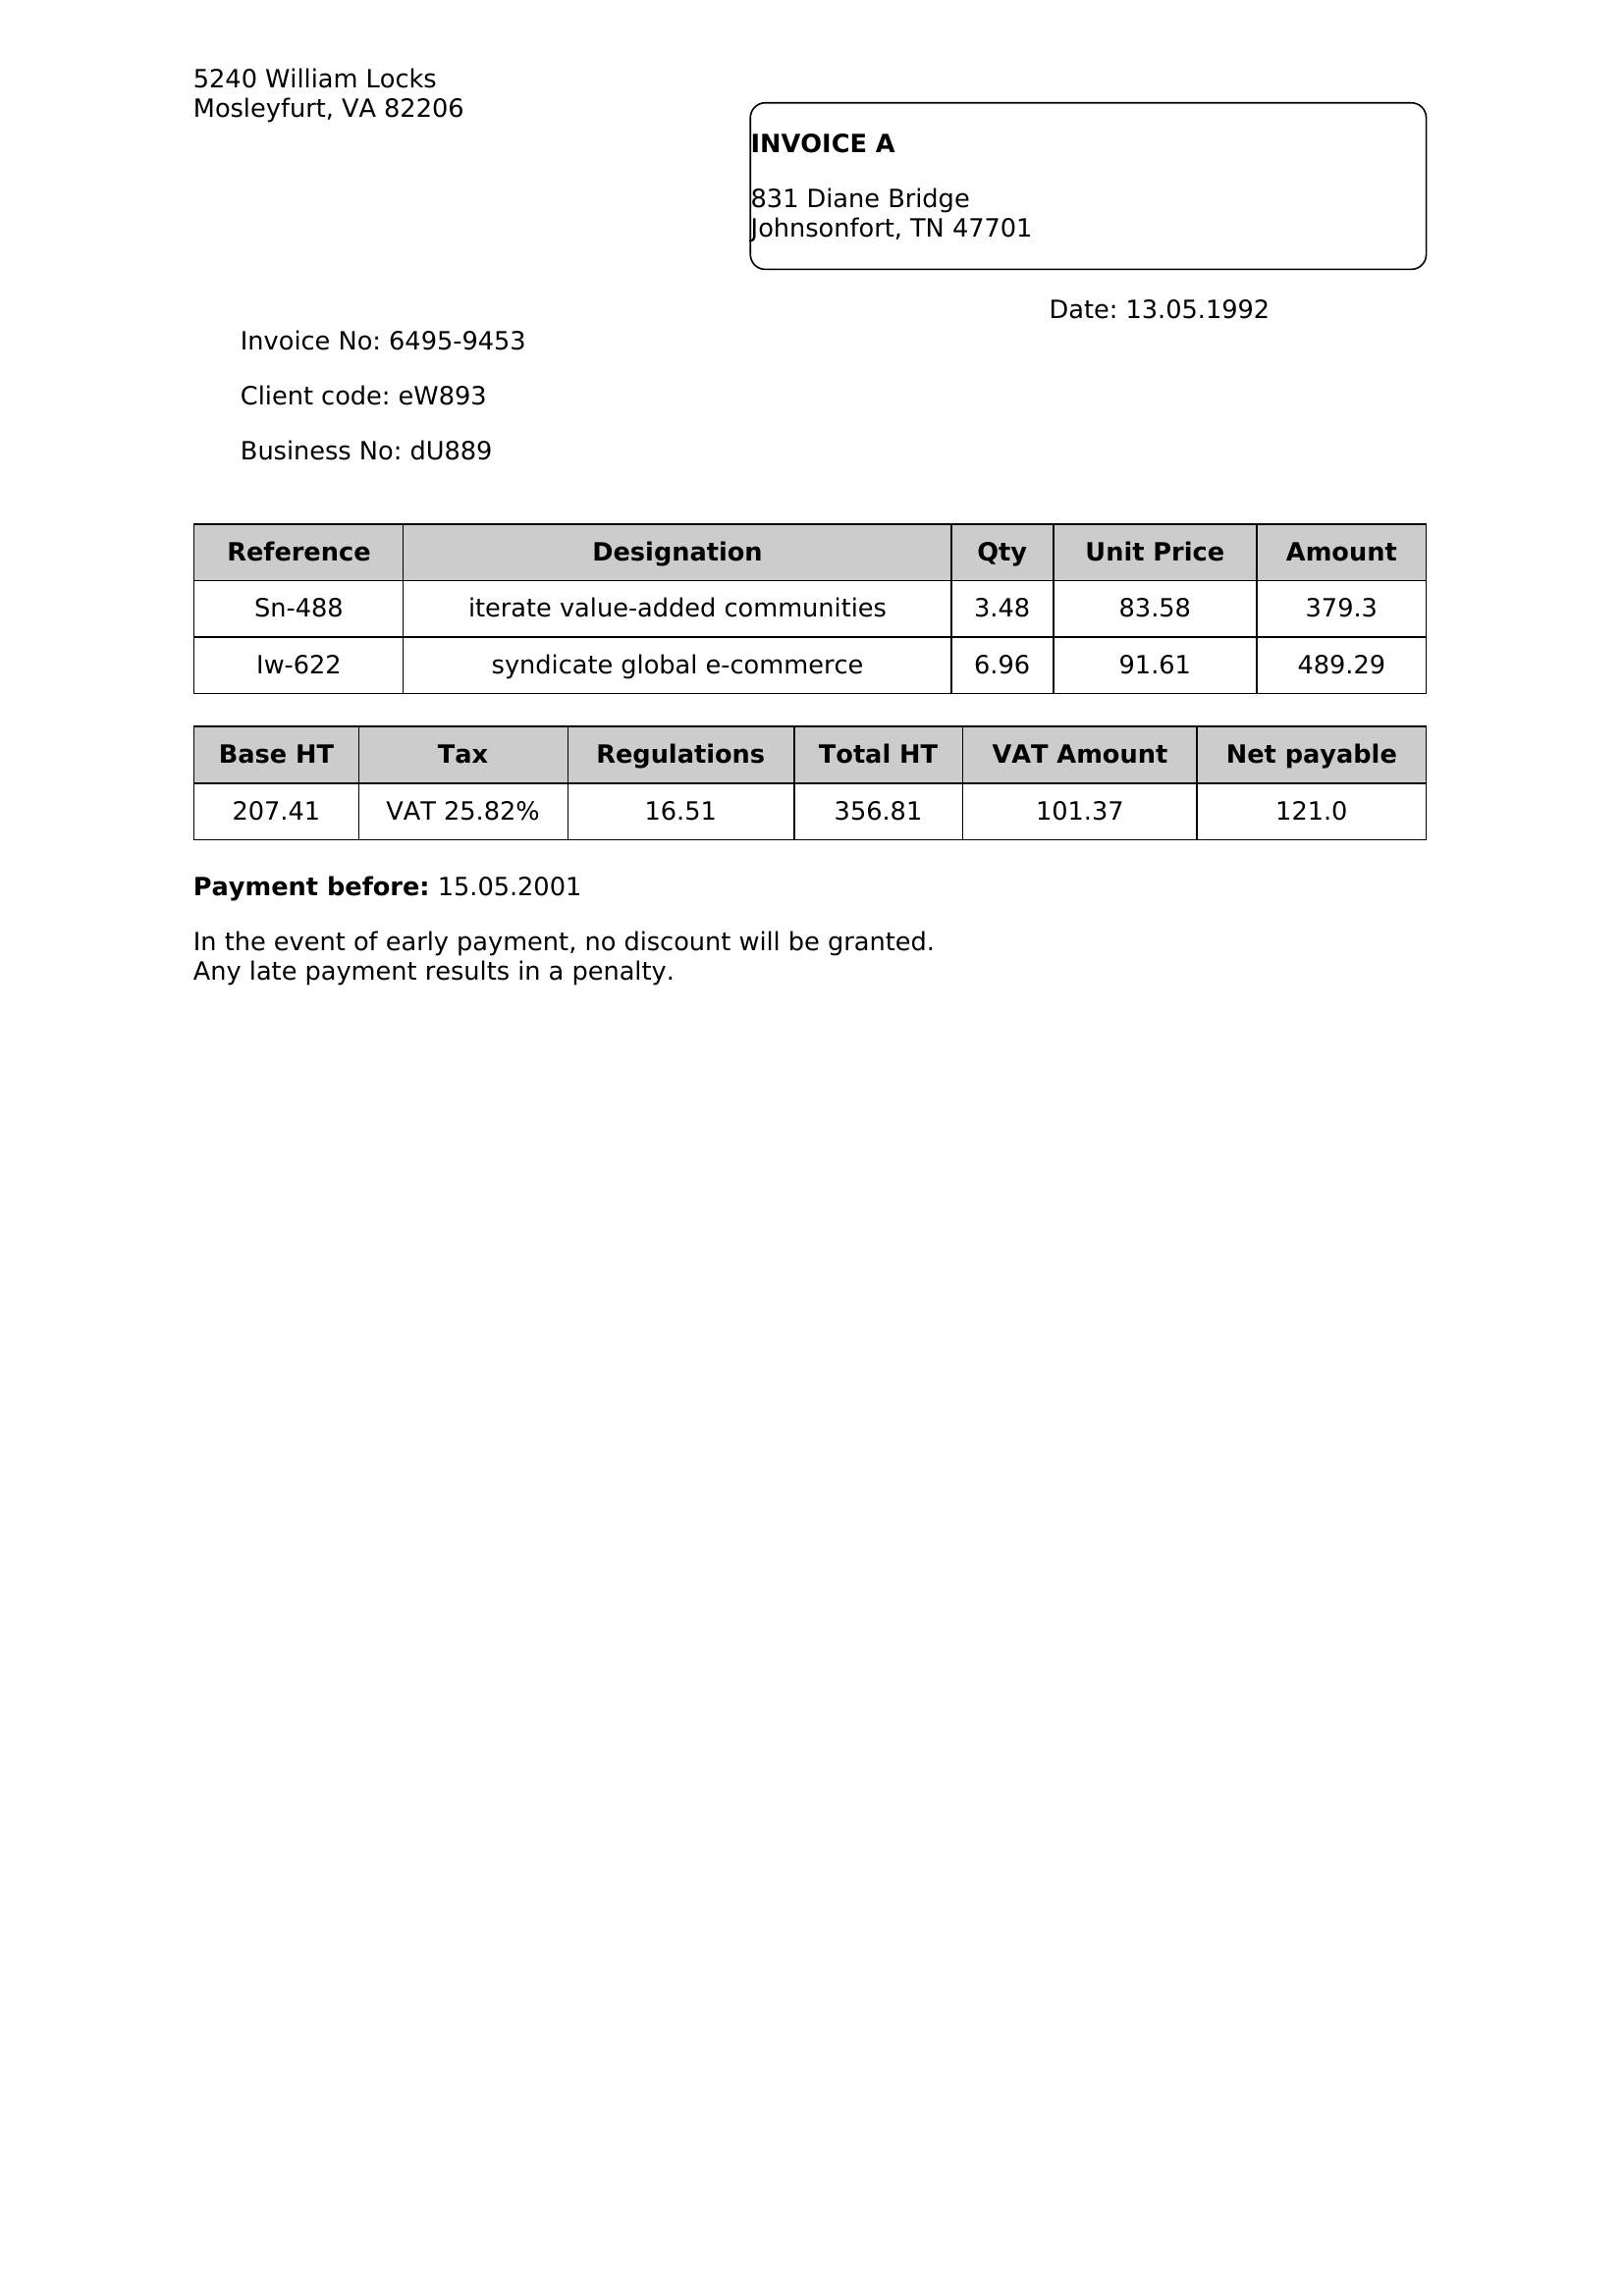 5240 William Locks
Mosleyfurt, VA 82206
INVOICE A
831 Diane Bridge
Johnsonfort, TN 47701
Date: 13.05.1992
Invoice No: 6495-9453
Client code: eW893
Business No: dU889
Reference Designation Qty Unit Price Amount
Sn-488 iterate value-added communities 3.48 83.58 379.3
Iw-622 syndicate global e-commerce 6.96 91.61 489.29
Base HT Tax Regulations Total HT VAT Amount Net payable
207.41 VAT 25.82% 16.51 356.81 101.37 121.0
Payment before: 15.05.2001
In the event of early payment, no discount will be granted.
Any late payment results in a penalty.